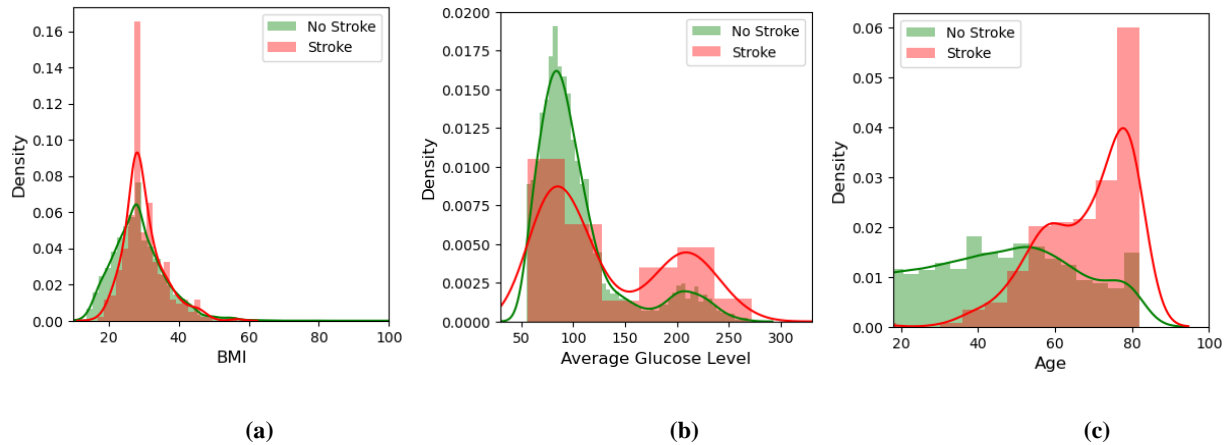 0.16
0.14
0.12
0.10
0.08
0.06
0.04
0.02
0.00
Density
20
40
60
80
100
BMI
No Stroke
Stroke
(a)
0.0200
0.0175
0.0150
0.0125
0.0100
0.0075
0.0050
0.0025
0.0000
Density
50
100
150
200
250
300
Average Glucose Level
No Stroke
Stroke
(b)
0.06
0.05
0.04
0.03
0.02
0.01
0.00
Density
20
40
60
80
100
Age
No Stroke
Stroke
(c)